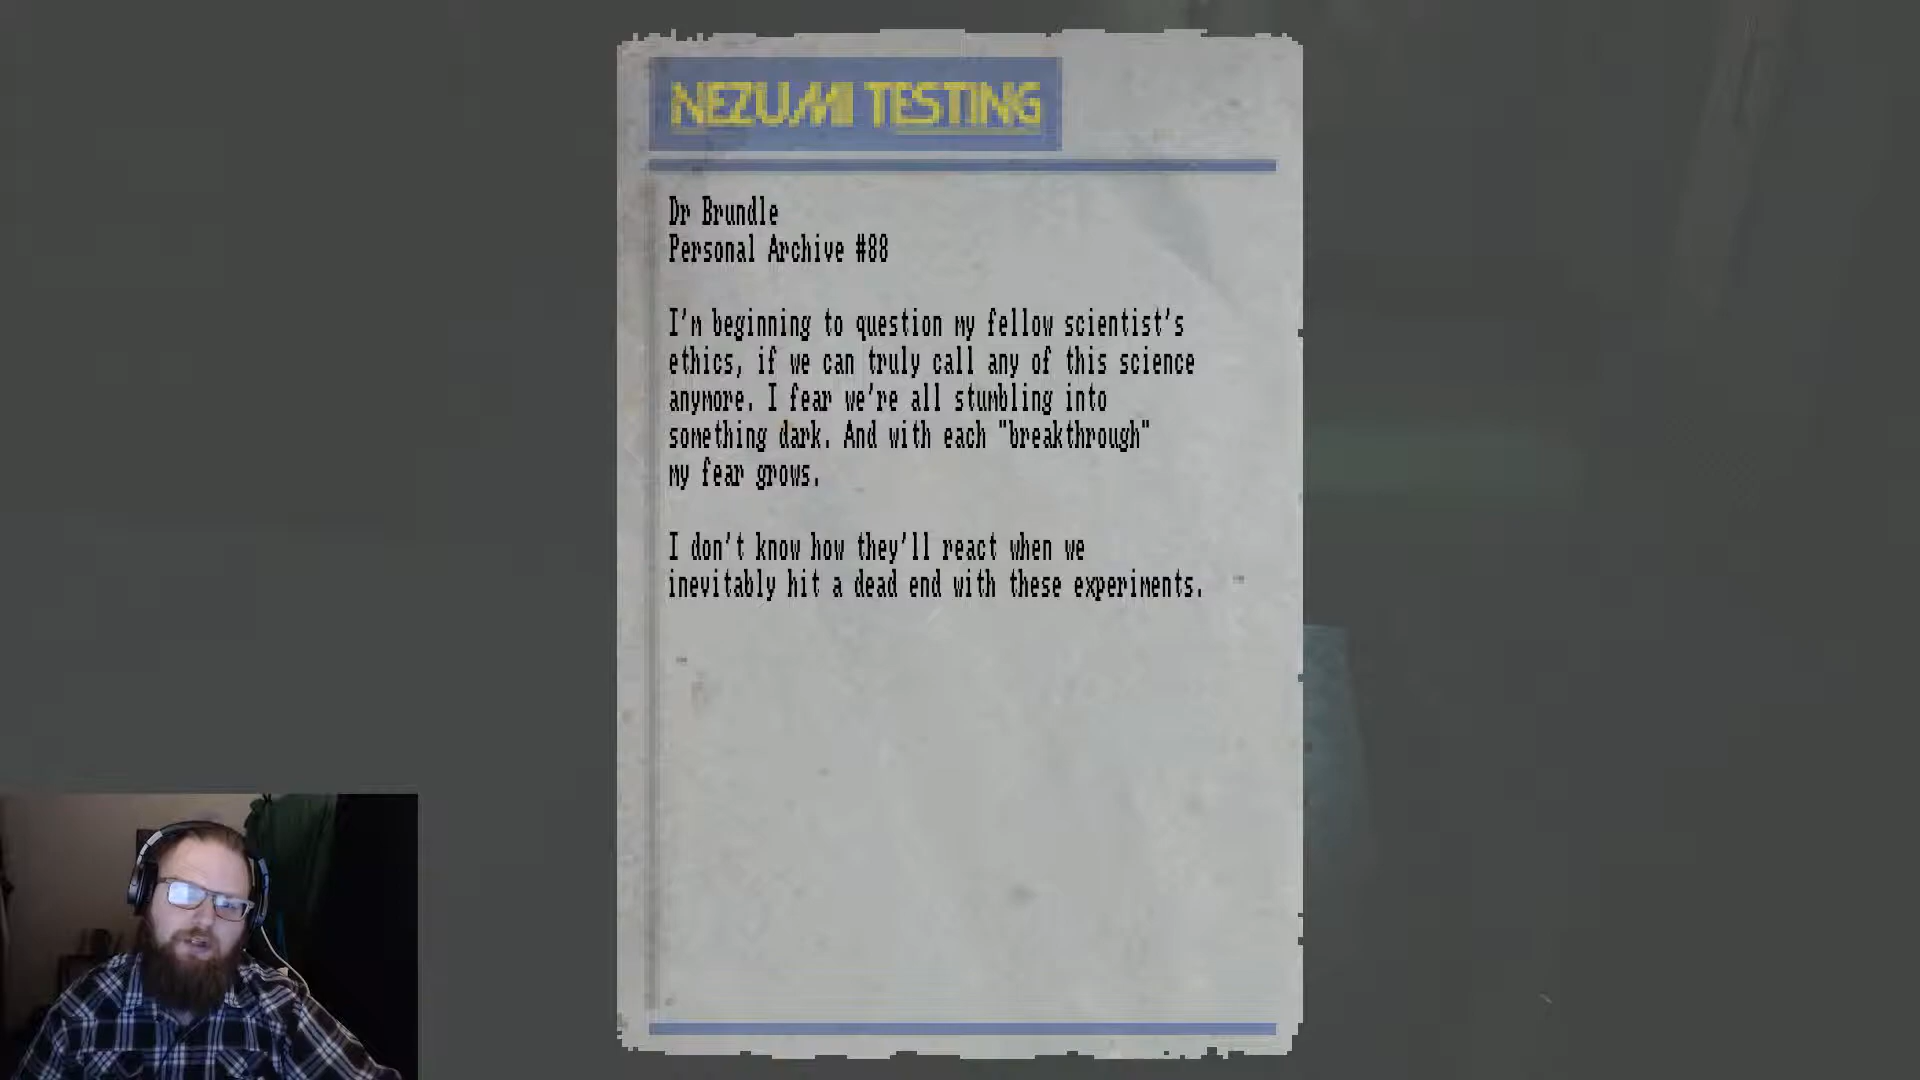 NEZUMI TESTING
Dr Brundle
Personal Archive #88
I'm beginning to question my fellow scientist's
ethics, if we can truly call any of this science
anymore. I fear we're all stumbling into
something dark. And with each "breakthrough"
my fear grows.
I don't know how they'll react when we
inevitably hit a dead end with these experiments.